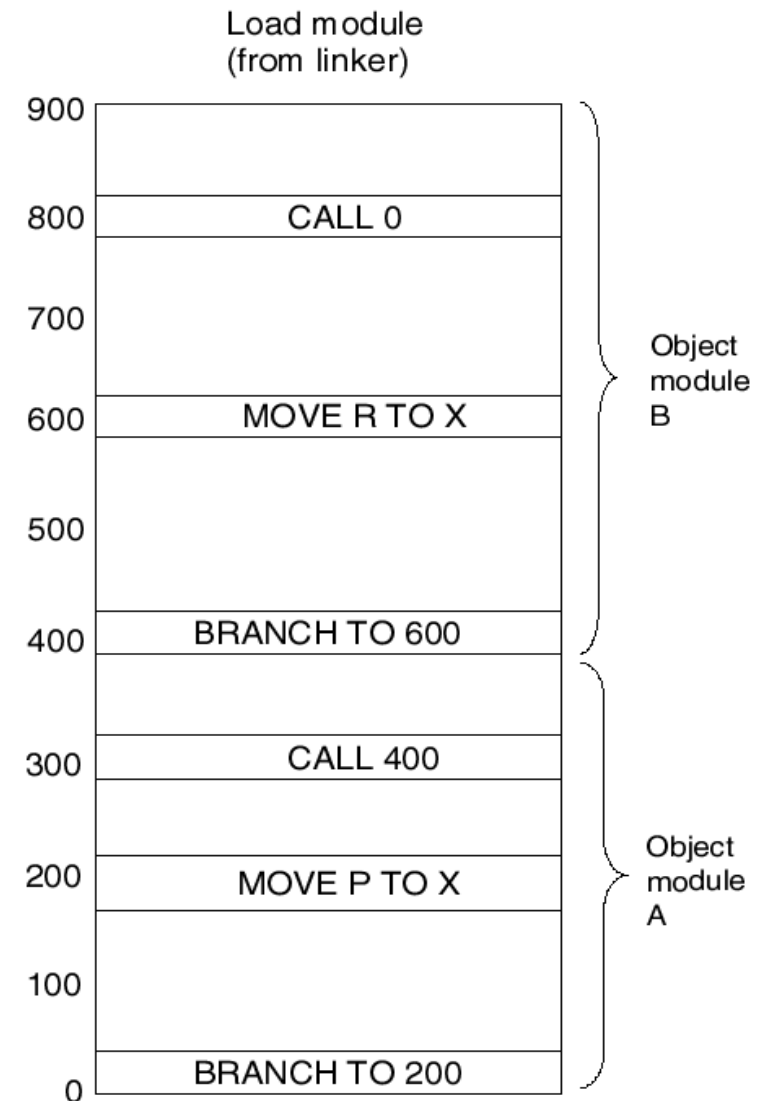 Load module
(from linker)
900
800
CALL 0
700
Object
module
B
600
MOVE R TO X
500
400
BRANCH TO 600
300
CALL 400
Object
module
A
200
MOVE P TO X
100
0
BRANCH TO 200